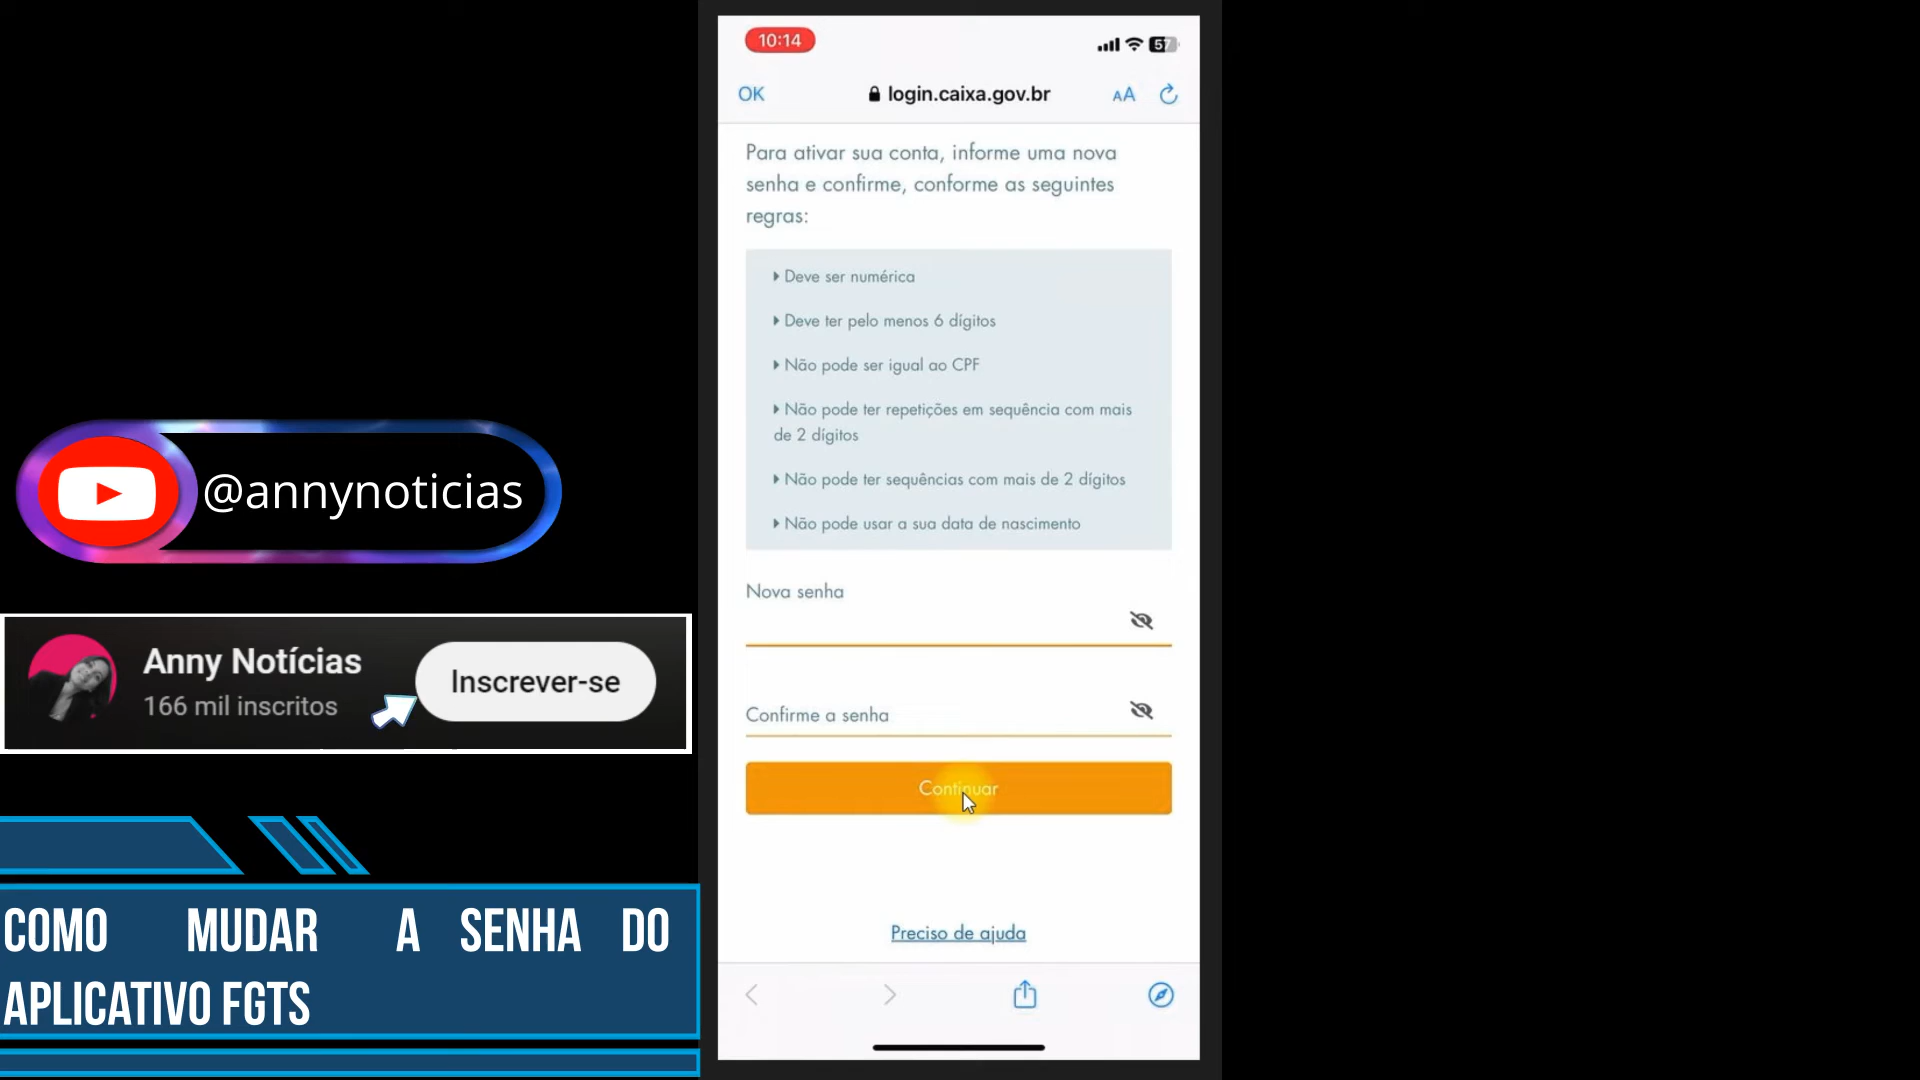 10:14
57
OK
login.caixa.gov.br
AA
Para ativar sua conta, informe uma nova
senha e confirme, conforme as seguintes
regras:
Deve ser numérica
Deve ter pelo menos 6 dígitos
Não pode ser igual ao CPF
Não pode ter repetições em sequência com mais
de 2 dígitos
Não pode ter sequências com mais de 2 dígitos
Não pode usar a sua data de nascimento
Nova senha
Confirme a senha
Continuar
Preciso de ajuda
@annynoticias
Anny Notícias
166 mil inscritos
Inscrever-se
COMO MUDAR A SENHA DO
APLICATIVO FGTS